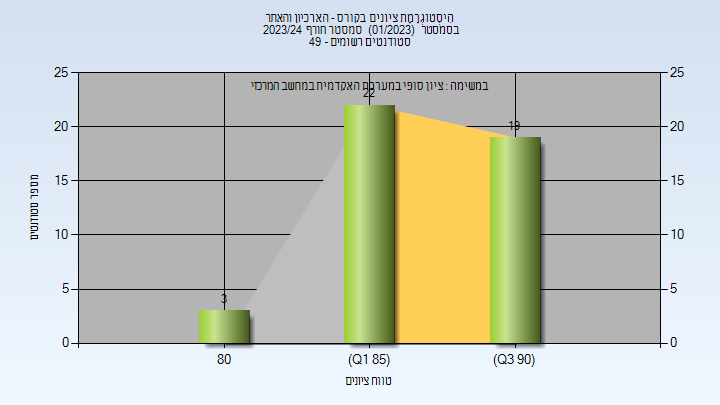 היסטוגרמת ציונים בקורס - הארכיון והאתר
בסמסטר (01/2023) סמסטר חורף 2023/24
סטודנטים רשומים - 49
במשימה : ציון סופי במערכת האקדמית במחשב המרכזי
25
20
15
10
5
0
25
20
15
10
5
0
מספר סטודנטים
3
22
19
80
(Q1 85)
(Q3 90)
טווח ציונים